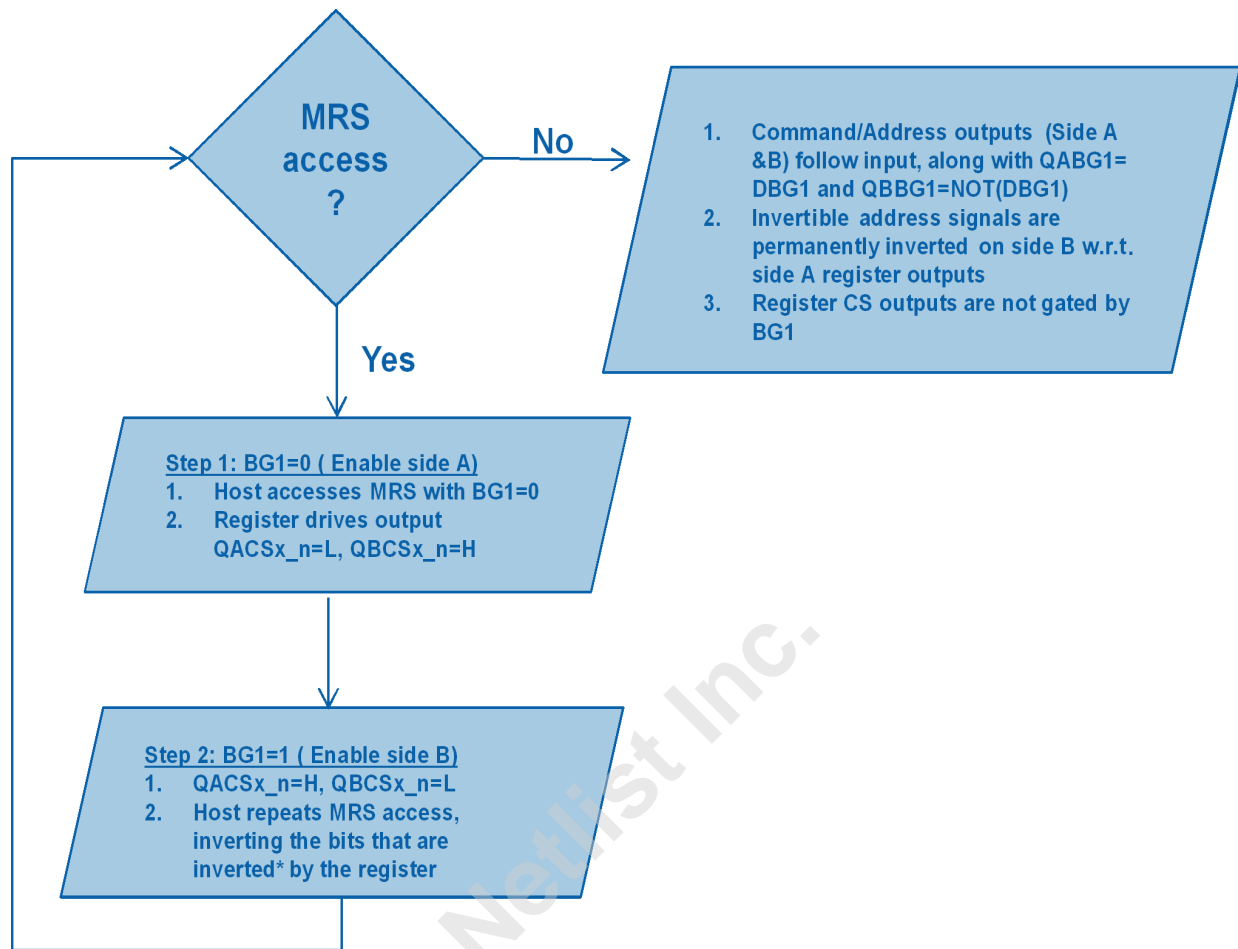 MRS
access
?
No
Yes
1. Command/Address outputs (Side A
&B) follow input, along with QABG1=
DBG1 and QBBG1=NOT(DBG1)
2. Invertible address signals are
permanently inverted on side B w.r.t.
side A register outputs
3. Register CS outputs are not gated by
BG1
Step 1: BG1=0 ( Enable side A)
1. Host accesses MRS with BG1=0
2. Register drives output
QACSx_n=L, QBCSx_n=H
Step 2: BG1=1 ( Enable side B)
1. QACSx_n=H, QBCSx_n=L
2. Host repeats MRS access,
inverting the bits that are
inverted* by the register
Netlist Inc.